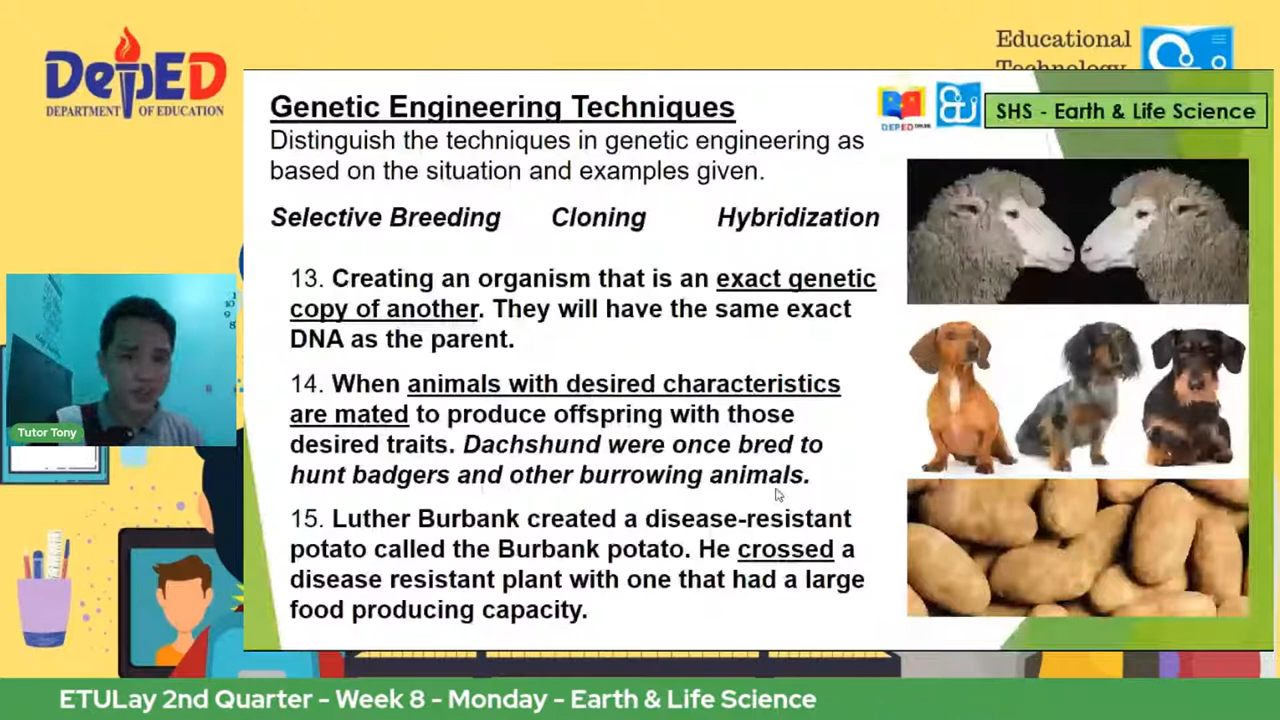 DepED
DEPARTMENT OF EDUCATION
Educational
Technology
Genetic Engineering Techniques
DEPED
SHS - Earth & Life Science
Distinguish the techniques in genetic engineering as
based on the situation and examples given.
Selective Breeding Cloning Hybridization
13. Creating an organism that is an exact genetic
copy of another. They will have the same exact
DNA as the parent.
14. When animals with desired characteristics
are mated to produce offspring with those
desired traits. Dachshund were once bred to
hunt badgers and other burrowing animals.
15. Luther Burbank created a disease-resistant
potato called the Burbank potato. He crossed a
disease resistant plant with one that had a large
food producing capacity.
Tutor Tony
ETULay 2nd Quarter - Week 8 - Monday - Earth & Life Science